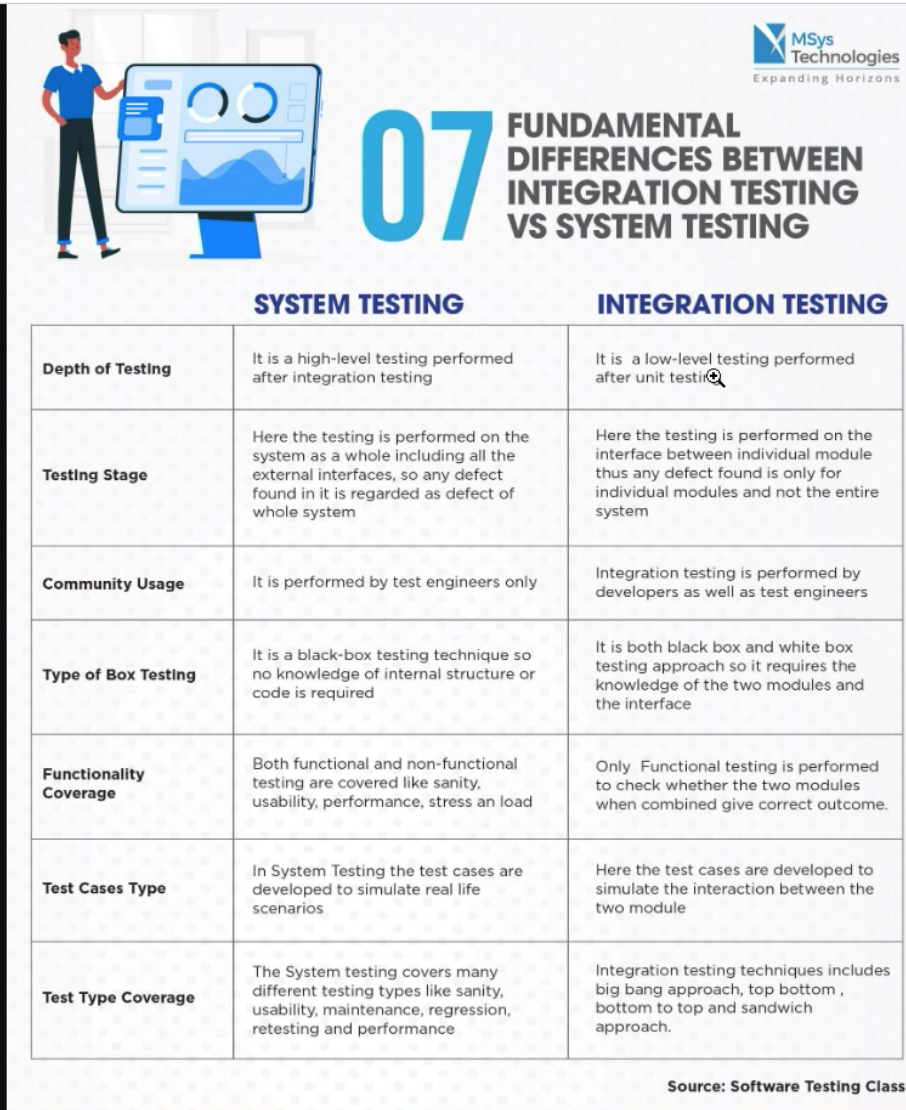 MSys
Technologies
Expanding Horizons
07
FUNDAMENTAL
DIFFERENCES BETWEEN
INTEGRATION TESTING
VS SYSTEM TESTING
SYSTEM TESTING
INTEGRATION TESTING
Depth of Testing
It is a high-level testing performed
after integration testing
It is a low-level testing performed
after unit testing
Testing Stage
Here the testing is performed on the
system as a whole including all the
external interfaces, so any defect
found in it is regarded as defect of
whole system
Here the testing is performed on the
interface between individual module
thus any defect found is only for
individual modules and not the entire
system
Community Usage
It is performed by test engineers only
Integration testing is performed by
developers as well as test engineers
Type of Box Testing
It is a black-box testing technique so
no knowledge of internal structure or
code is required
It is both black box and white box
testing approach so it requires the
knowledge of the two modules and
the interface
Functionality
Coverage
Both functional and non-functional
testing are covered like sanity,
usability, performance, stress an load
Only Functional testing is performed
to check whether the two modules
when combined give correct outcome.
Test Cases Type
In System Testing the test cases are
developed to simulate real life
scenarios
Here the test cases are developed to
simulate the interaction between the
two module
Test Type Coverage
The System testing covers many
different testing types like sanity,
usability, maintenance, regression,
retesting and performance
Integration testing techniques includes
big bang approach, top bottom ,
bottom to top and sandwich
approach.
Source: Software Testing Class